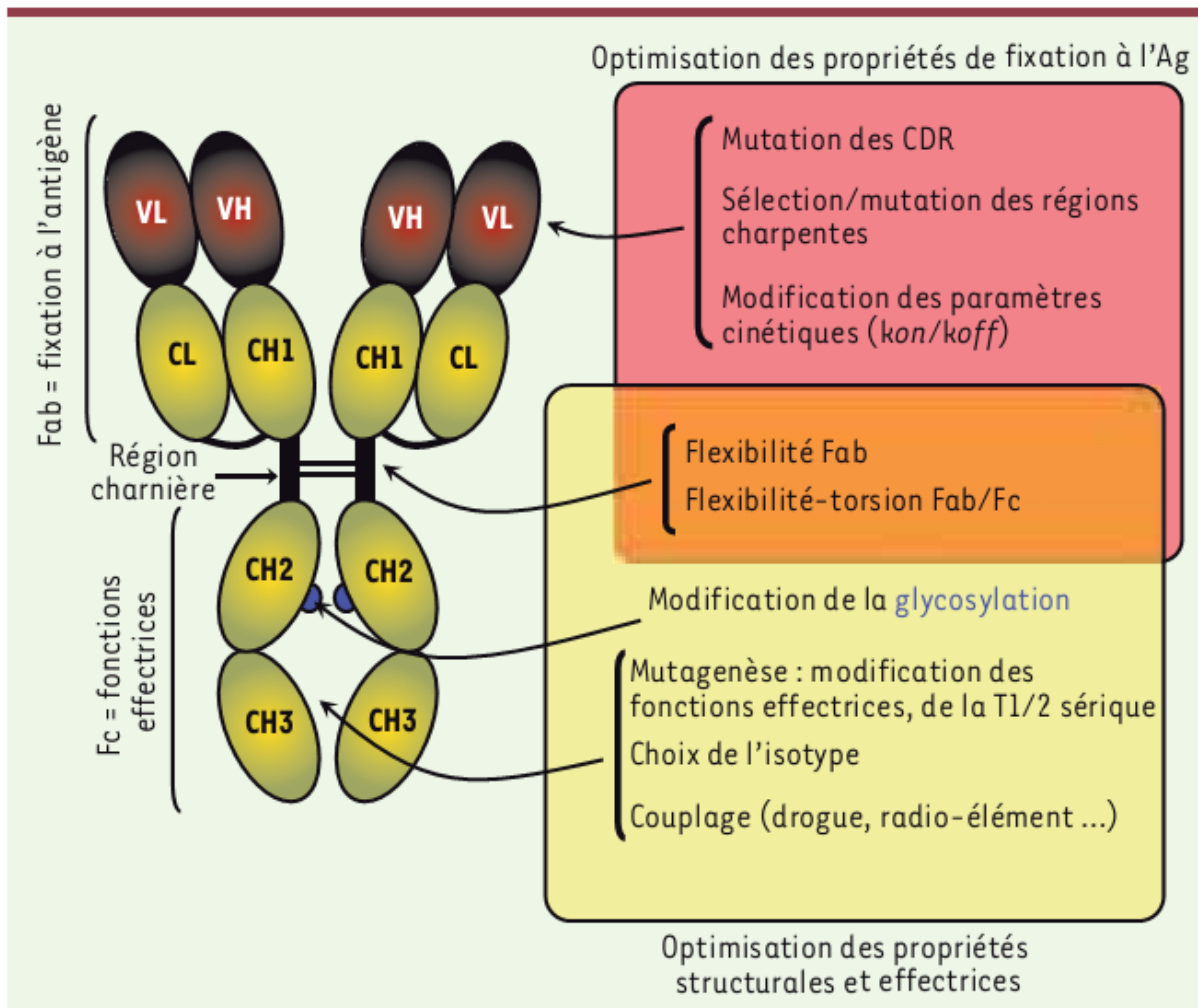 Optimisation des propriétés de fixation à l'Ag
Fab = fixation à l'antigène
VL
VH
VH
VL
CL
CH1
CH1
CL
Région
charnière
Fc = fonctions
effectrices
CH2
CH2
CH3
CH3
Mutation des CDR
Sélection/mutation des régions
charpentes
Modification des paramètres
cinétiques (kon/koff)
Flexibilité Fab
Flexibilité-torsion Fab/Fc
Modification de la glycosylation
Mutagenèse : modification des
fonctions effectrices, de la T1/2 sérique
Choix de l'isotype
Couplage (drogue, radio-élément ...)
Optimisation des propriétés
structurales et effectrices